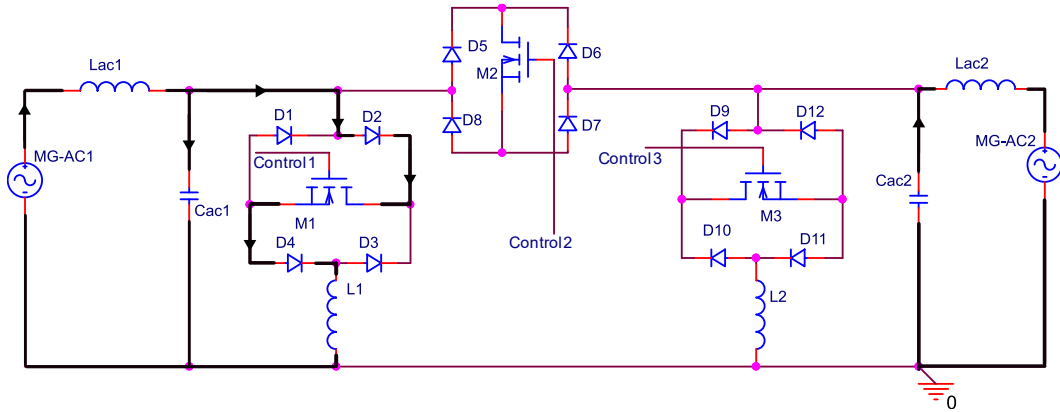 Lac1
D5
M2
D6
Lac2
D1
D2
D8
D7
D9
D12
MG-AC1
Control1
Control3
MG-AC2
Cac1
M1
M3
Cac2
D4
D3
Control2
D10
D11
L1
L2
0